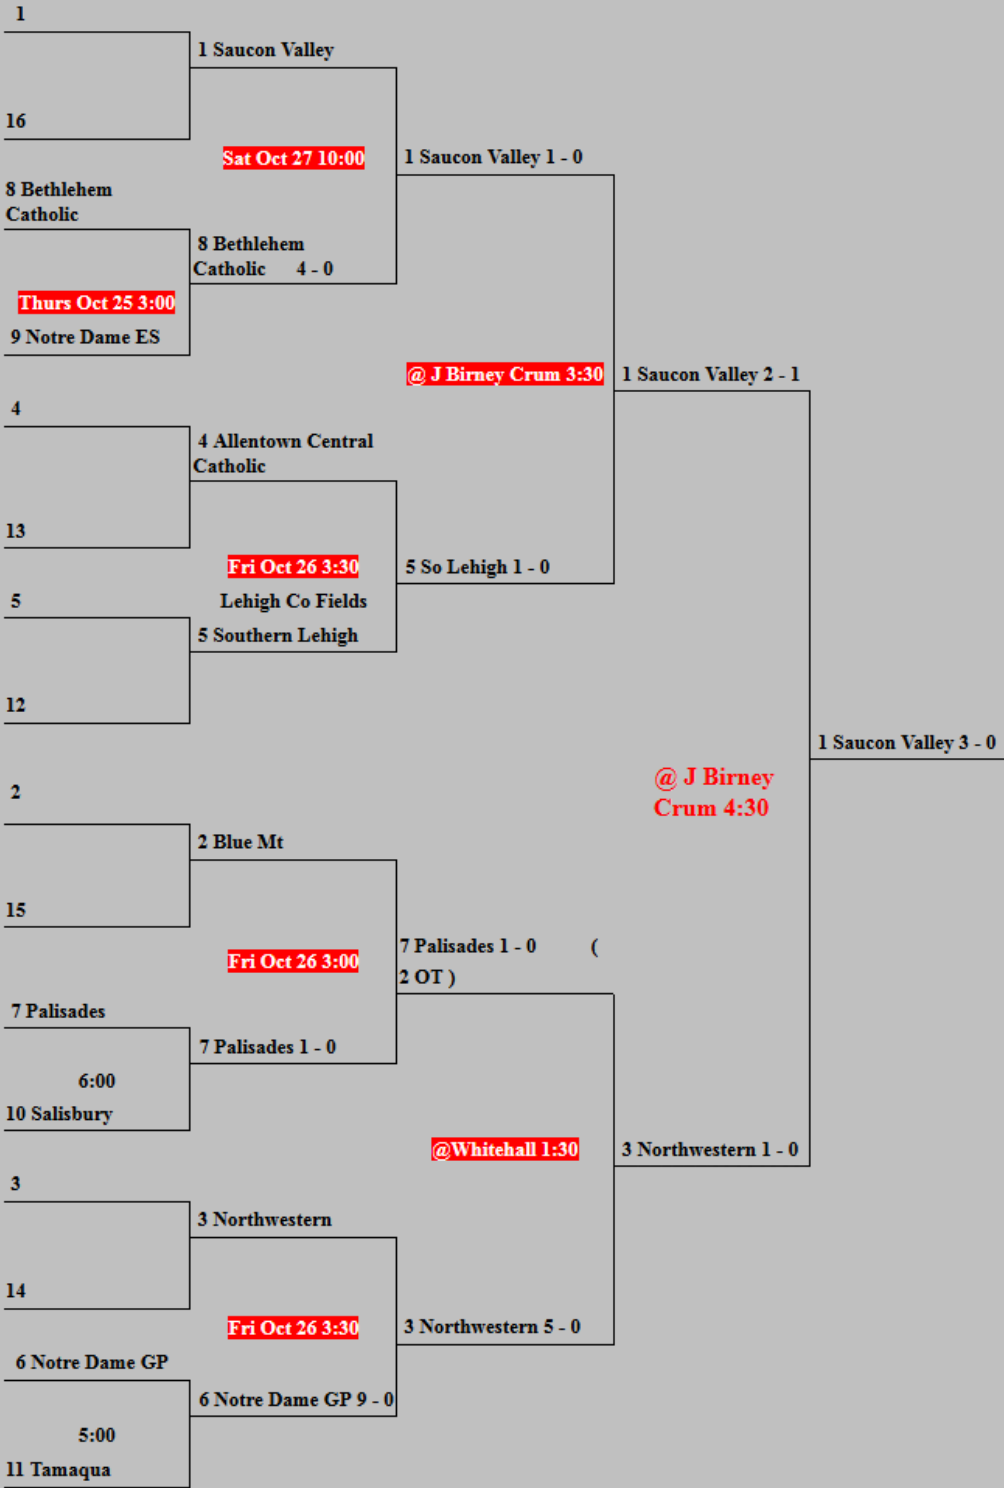 1
1 Saucon Valley
16
Sat Oct 27 10:00
1 Saucon Valley 1 - 0
8 Bethlehem
Catholic
8 Bethlehem
Catholic 4 - 0
Thurs Oct 25 3:00
9 Notre Dame ES
@ J Birney Crum 3:30
1 Saucon Valley 2 - 1
4
4 Allentown Central
Catholic
13
Fri Oct 26 3:30
5 So Lehigh 1 - 0
5
Lehigh Co Fields
5 Southern Lehigh
12
1 Saucon Valley 3 - 0
@ J Birney
Crum 4:30
2
2 Blue Mt
15
7 Palisades 1 - 0 (
2 OT )
Fri Oct 26 3:00
7 Palisades
7 Palisades 1 - 0
6:00
10 Salisbury
@Whitehall 1:30
3 Northwestern 1 - 0
3
3 Northwestern
14
Fri Oct 26 3:30
3 Northwestern 5 - 0
6 Notre Dame GP
6 Notre Dame GP 9 - 0
5:00
11 Tamaqua